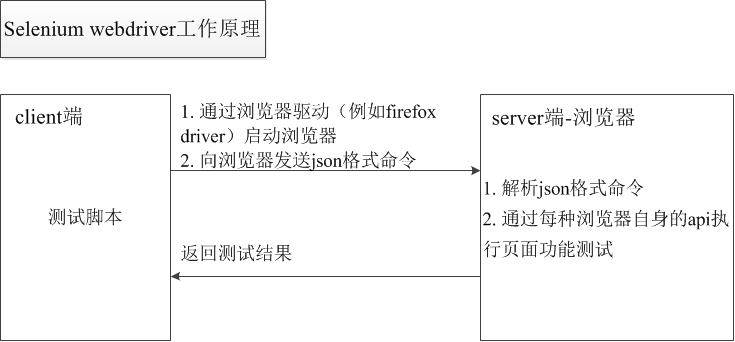 Selenium webdriver工作原理
client端
测试脚本
1. 通过浏览器驱动（例如firefox
driver）启动浏览器
2. 向浏览器发送json格式命令
返回测试结果
server端-浏览器
1. 解析json格式命令
2. 通过每种浏览器自身的api执
行页面功能测试